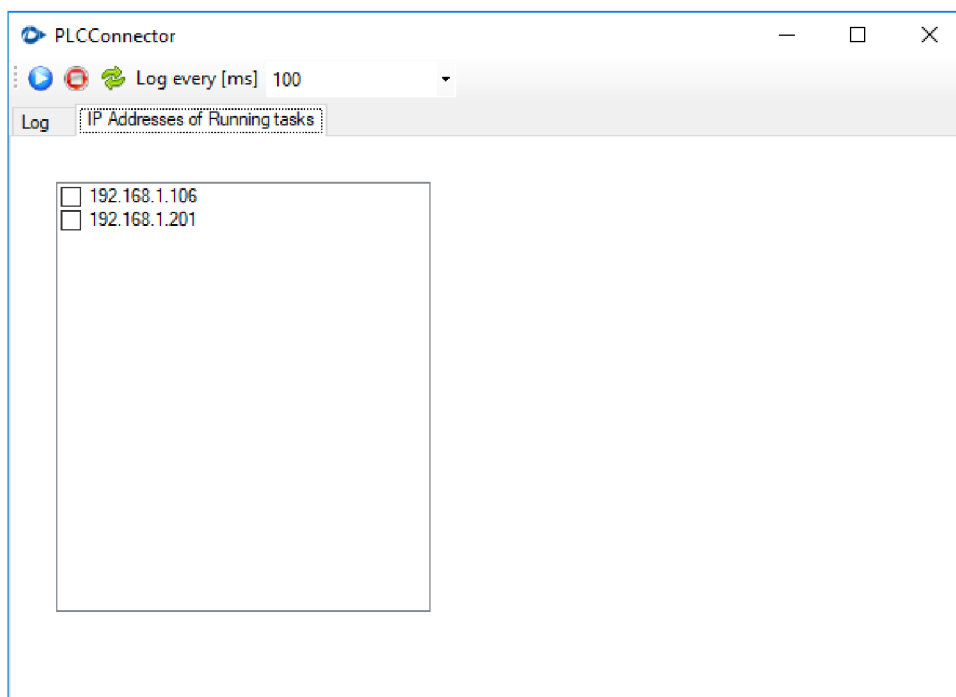 PLCConnector
Log every [ms] 100
Log IP Addresses of Running tasks
192.168.1.106
192.168.1.201